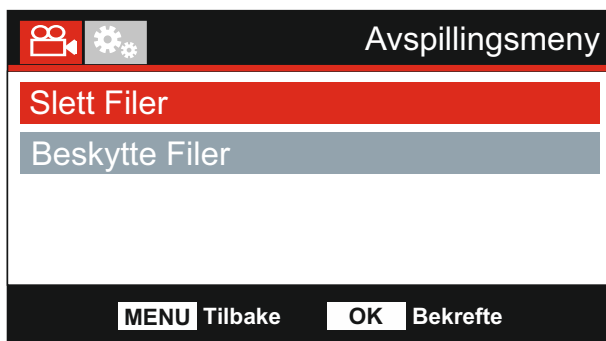 Avspillingsmeny
Slett Filer
Beskytte Filer
MENU Tilbake OK Bekrefte